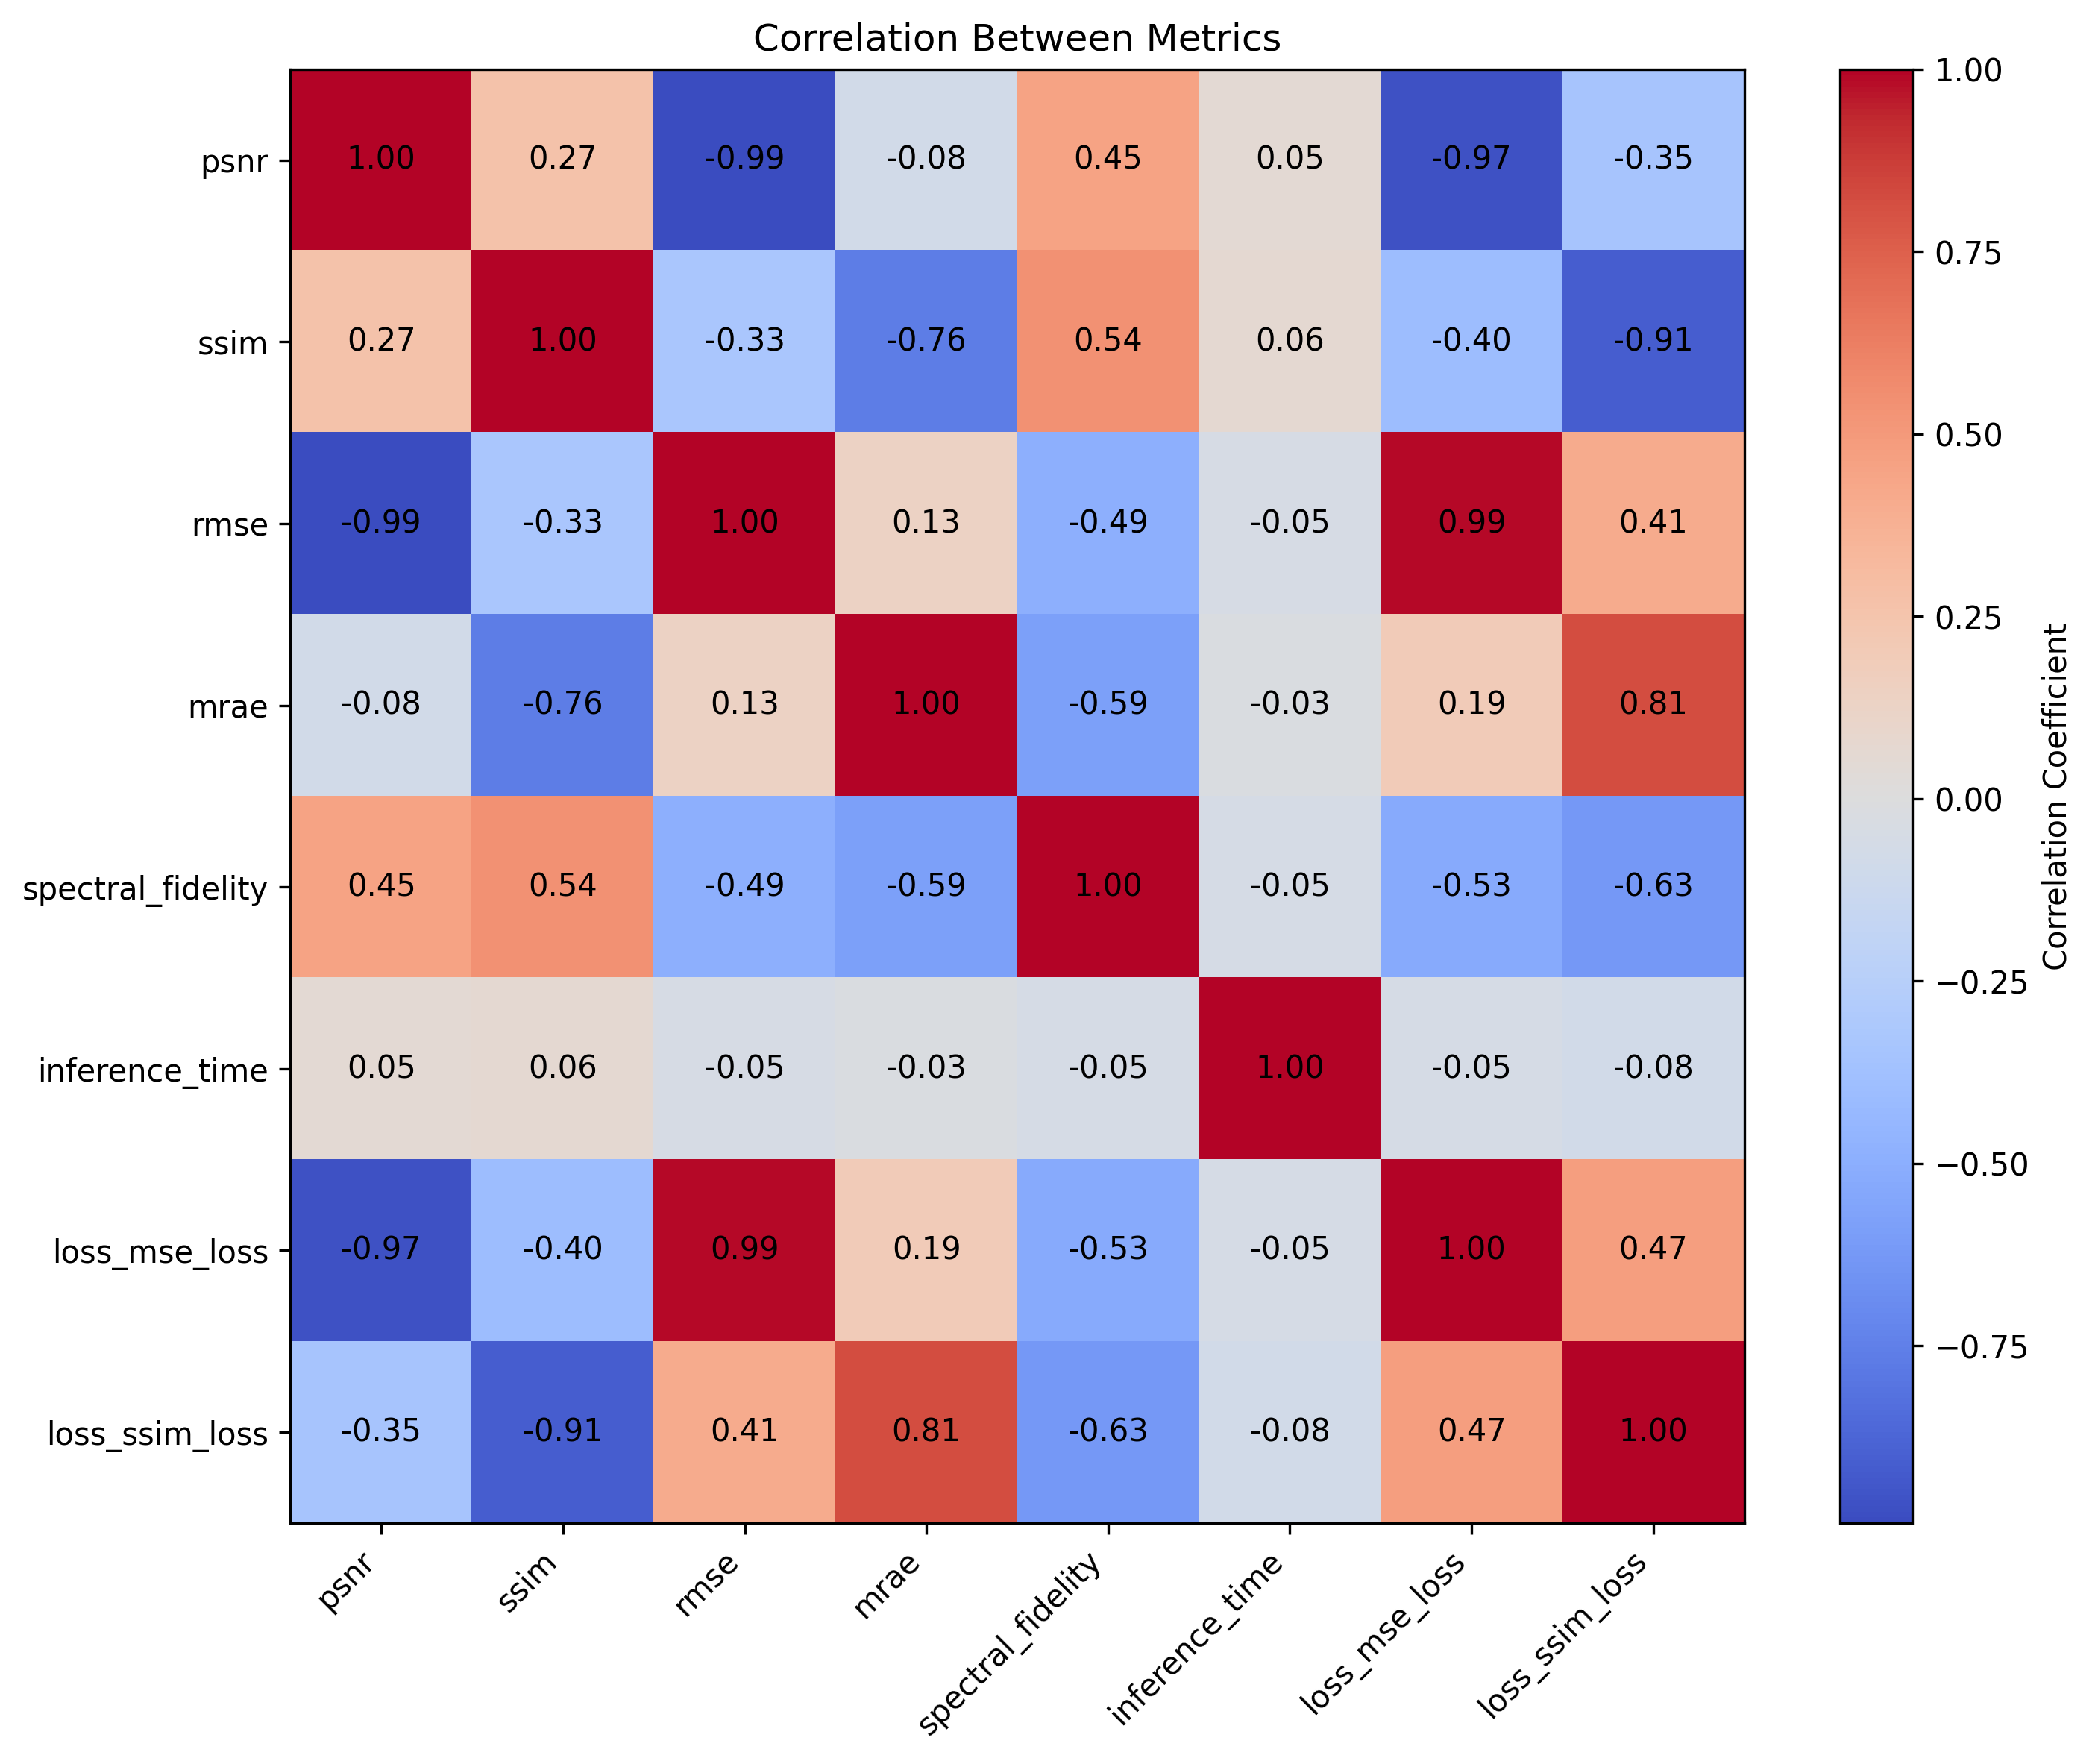 Correlation Between Metrics
psnr 1.00 0.27 -0.99 -0.08 0.45 0.05 -0.97 -0.35
ssim 0.27 1.00 -0.33 -0.76 0.54 0.06 -0.40 -0.91
rmse -0.99 -0.33 1.00 0.13 -0.49 -0.05 0.99 0.41
mrae -0.08 -0.76 0.13 1.00 -0.59 -0.03 0.19 0.81
spectral_fidelity 0.45 0.54 -0.49 -0.59 1.00 -0.05 -0.53 -0.63
inference_time 0.05 0.06 -0.05 -0.03 -0.05 1.00 -0.05 -0.08
loss_mse_loss -0.97 -0.40 0.99 0.19 -0.53 -0.05 1.00 0.47
loss_ssim_loss -0.35 -0.91 0.41 0.81 -0.63 -0.08 0.47 1.00
psnr ssim rmse mrae spectral_fidelity inference_time loss_mse_loss loss_ssim_loss
1.00
0.75
0.50
0.25
0.00
−0.25
−0.50
−0.75
Correlation Coefficient